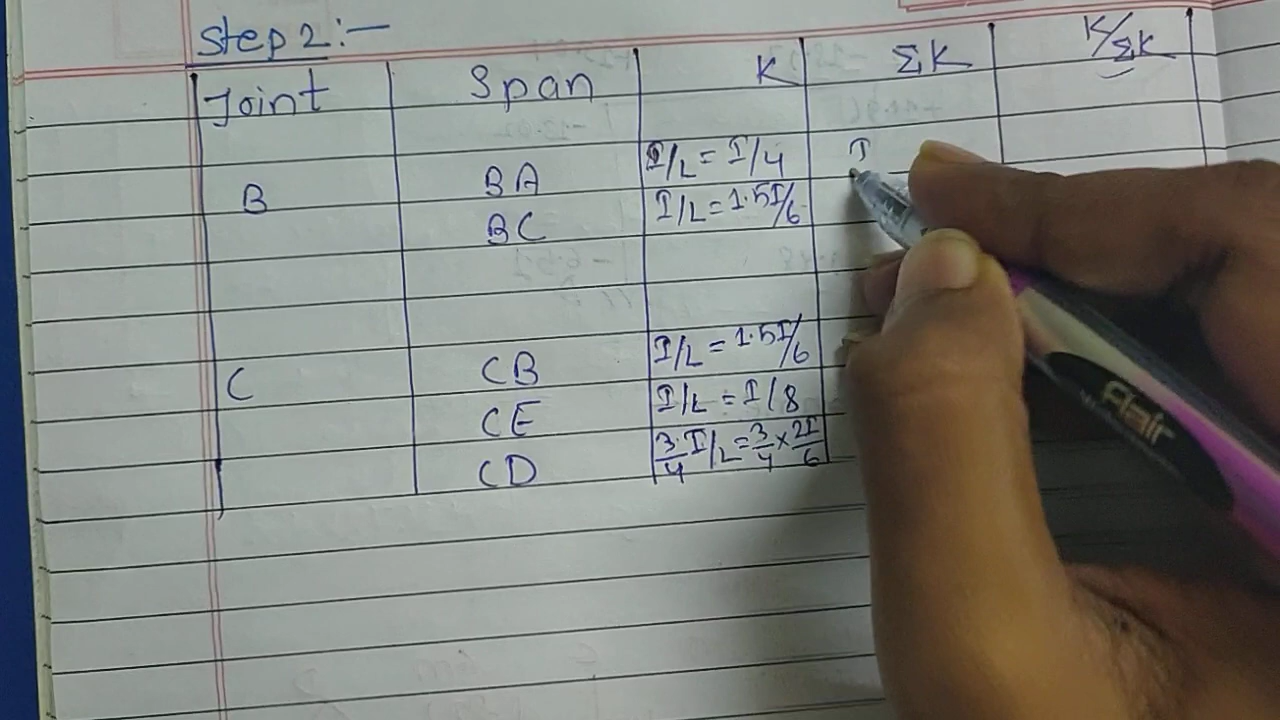 Step 2:-
Joint Span K ΣK K/ΣK
B BA I/L = I/4 I
BC I/L = 1.5I/6
C CB I/L = 1.5I/6
CE I/L = I/8
CD 3/4 I/L = 3/4 × 2I/6
Flair